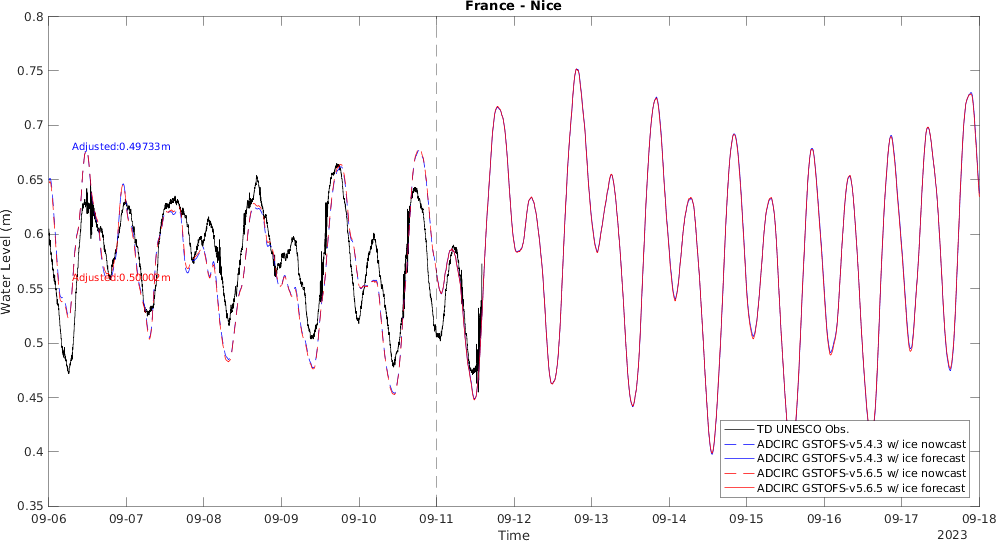 France - Nice
0.8
0.75
0.7
0.65
0.6
0.55
0.5
0.45
0.4
0.35
Water Level (m)
Adjusted:0.49733m
Adjusted:0.50002m
TD UNESCO Obs.
ADCIRC GSTOFS-v5.4.3 w/ ice nowcast
ADCIRC GSTOFS-v5.4.3 w/ ice forecast
ADCIRC GSTOFS-v5.6.5 w/ ice nowcast
ADCIRC GSTOFS-v5.6.5 w/ ice forecast
09-06 09-07 09-08 09-09 09-10 09-11 09-12 09-13 09-14 09-15 09-16 09-17 09-18
Time
2023